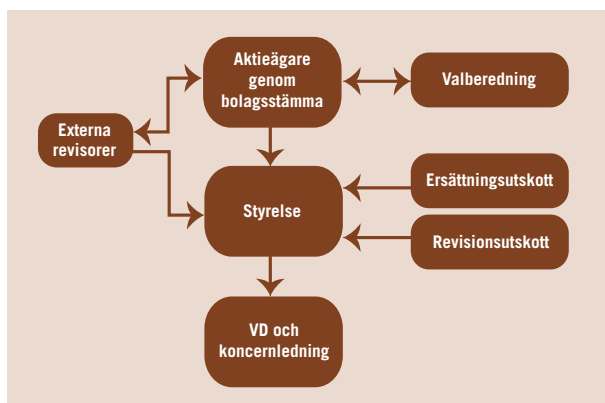 Aktieägare
genom
bolagsstämma
Valberedning
Externa
revisorer
Ersättningsutskott
Styrelse
Revisionsutskott
VD och
koncernledning